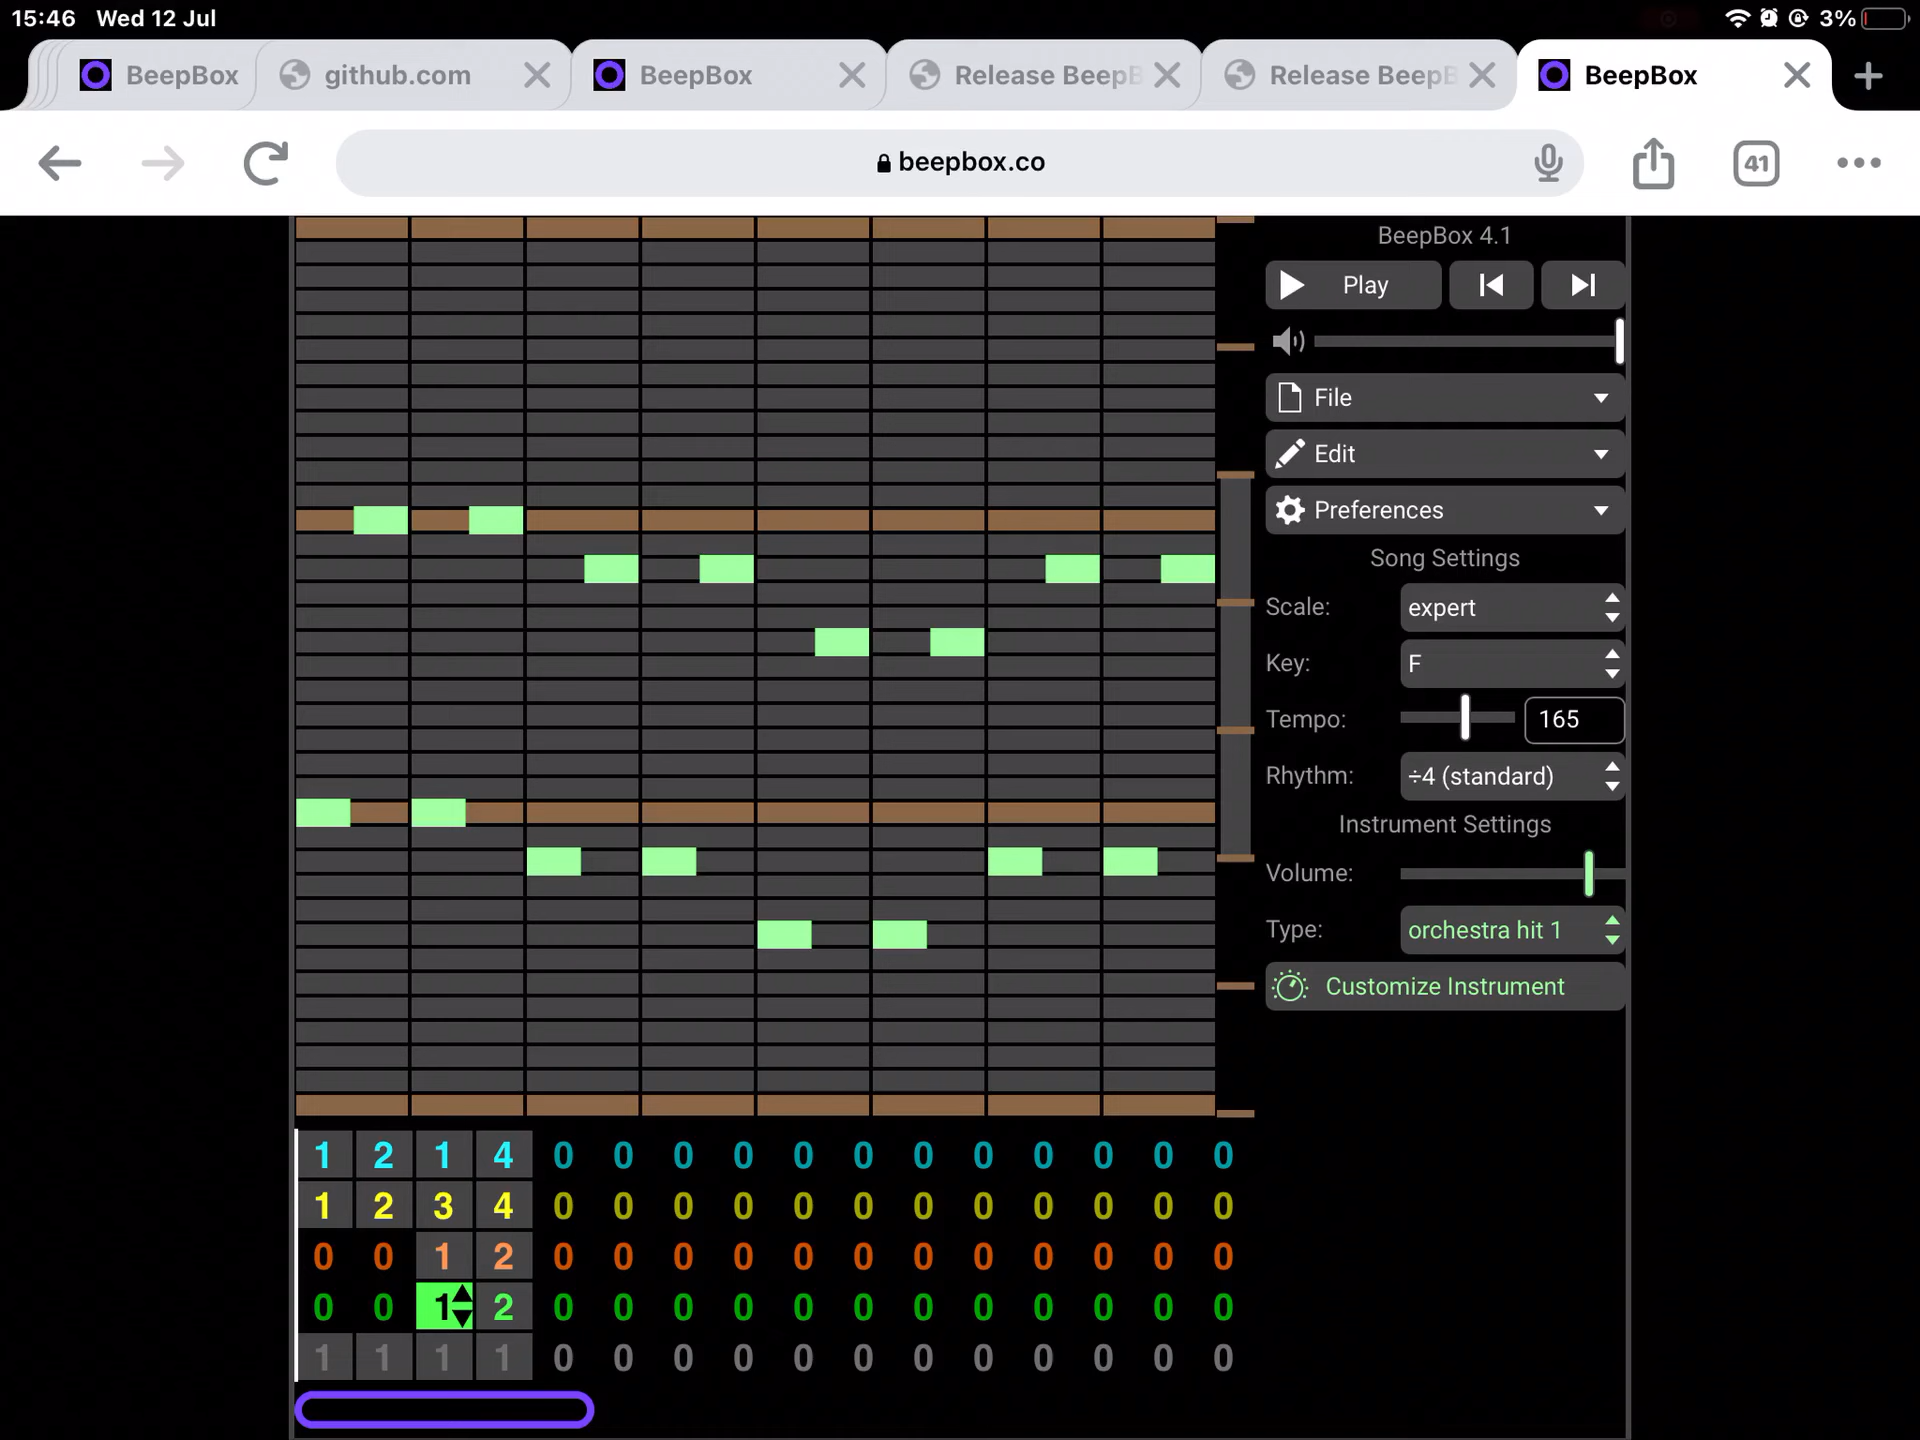 15:46 Wed 12 Jul 3%
BeepBox github.com BeepBox Release BeepB Release BeepB BeepBox
beepbox.co 41
BeepBox 4.1
Play
File
Edit
Preferences
Song Settings
Scale: expert
Key: F
Tempo: 165
Rhythm: ÷4 (standard)
Instrument Settings
Volume:
Type: orchestra hit 1
Customize Instrument
1 2 1 4 0 0 0 0 0 0 0 0 0 0 0 0
1 2 3 4 0 0 0 0 0 0 0 0 0 0 0 0
0 0 1 2 0 0 0 0 0 0 0 0 0 0 0 0
0 0 1 2 0 0 0 0 0 0 0 0 0 0 0 0
1 1 1 1 0 0 0 0 0 0 0 0 0 0 0 0